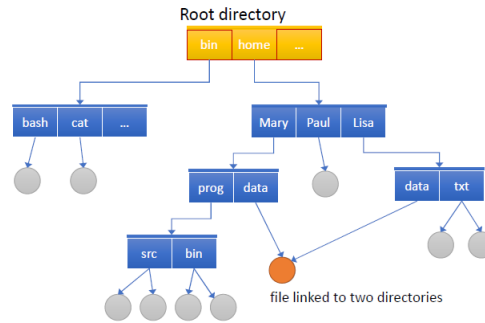 Root directory
bin home ...
bash cat ...
Mary Paul Lisa
prog data
data txt
src bin
file linked to two directories